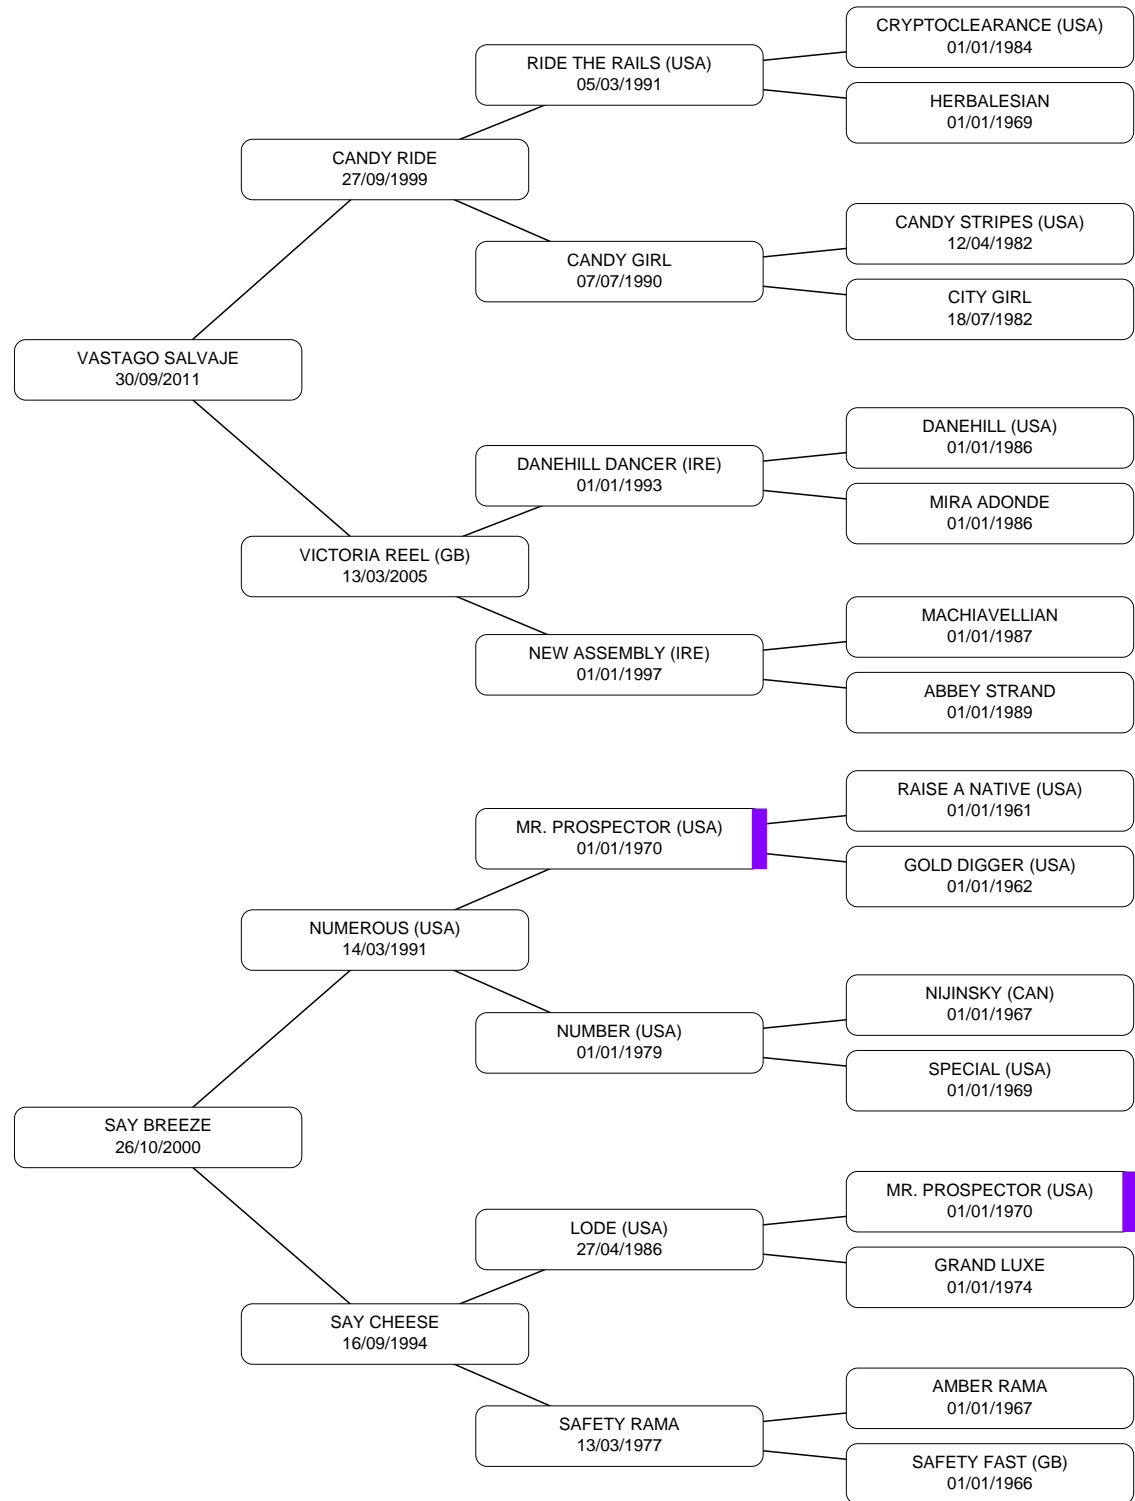 CRYPTOCLEARANCE (USA)
01/01/1984
RIDE THE RAILS (USA)
05/03/1991
HERBALESIAN
01/01/1969
CANDY RIDE
27/09/1999
CANDY STRIPES (USA)
12/04/1982
CANDY GIRL
07/07/1990
CITY GIRL
18/07/1982
VASTAGO SALVAJE
30/09/2011
DANEHILL (USA)
01/01/1986
DANEHILL DANCER (IRE)
01/01/1993
MIRA ADONDE
01/01/1986
VICTORIA REEL (GB)
13/03/2005
MACHIAVELLIAN
01/01/1987
NEW ASSEMBLY (IRE)
01/01/1997
ABBEY STRAND
01/01/1989
RAISE A NATIVE (USA)
01/01/1961
MR. PROSPECTOR (USA)
01/01/1970
GOLD DIGGER (USA)
01/01/1962
NUMEROUS (USA)
14/03/1991
NIJINSKY (CAN)
01/01/1967
NUMBER (USA)
01/01/1979
SPECIAL (USA)
01/01/1969
SAY BREEZE
26/10/2000
MR. PROSPECTOR (USA)
01/01/1970
LODE (USA)
27/04/1986
GRAND LUXE
01/01/1974
SAY CHEESE
16/09/1994
AMBER RAMA
01/01/1967
SAFETY RAMA
13/03/1977
SAFETY FAST (GB)
01/01/1966